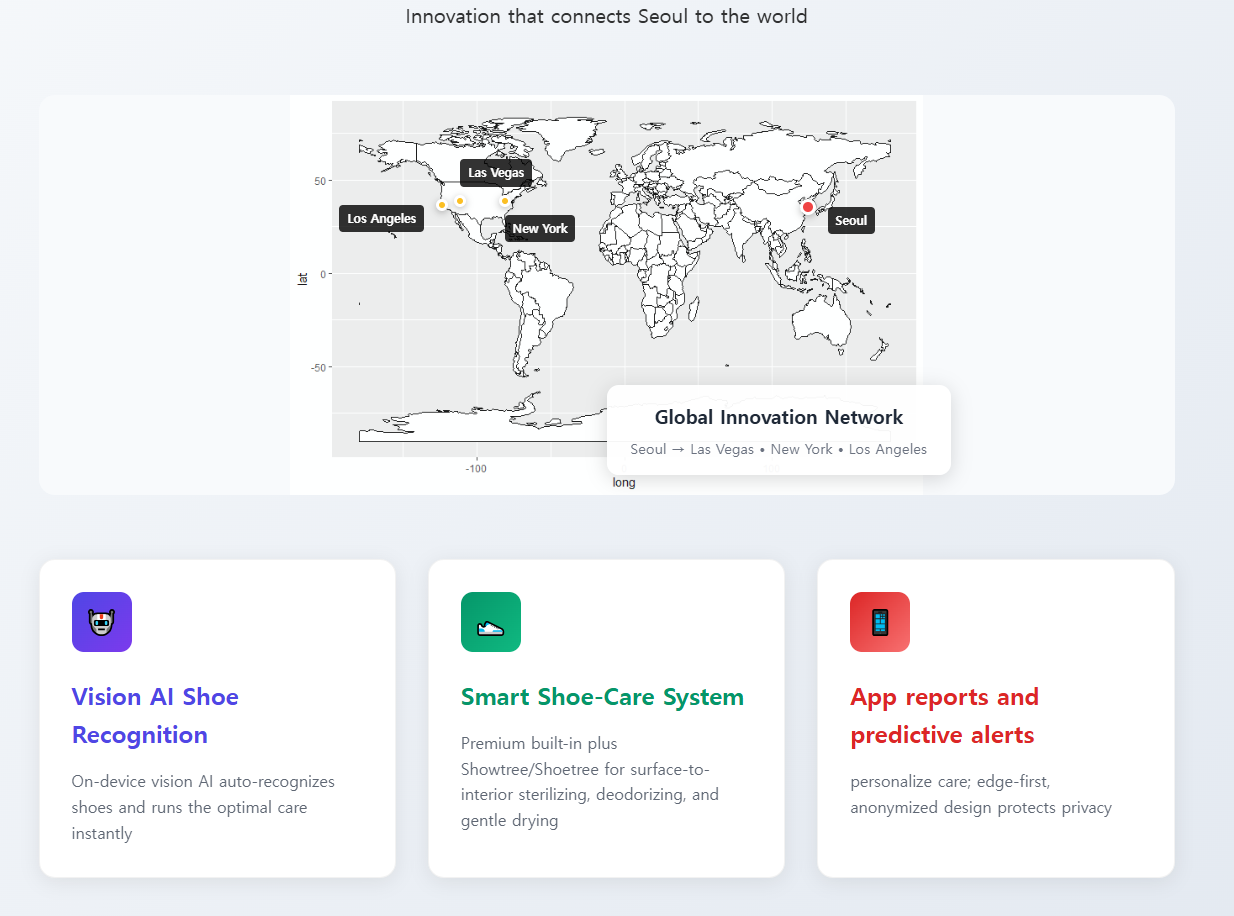 Innovation that connects Seoul to the world
50
Las Vegas
Los Angeles
New York
Seoul
lat
0
-50
Global Innovation Network
Seoul → Las Vegas • New York • Los Angeles
-100
long
Vision AI Shoe
Recognition
On-device vision AI auto-recognizes
shoes and runs the optimal care
instantly
Smart Shoe-Care System
Premium built-in plus
Showtree/Shoetree for surface-to-
interior sterilizing, deodorizing, and
gentle drying
App reports and
predictive alerts
personalize care; edge-first,
anonymized design protects privacy